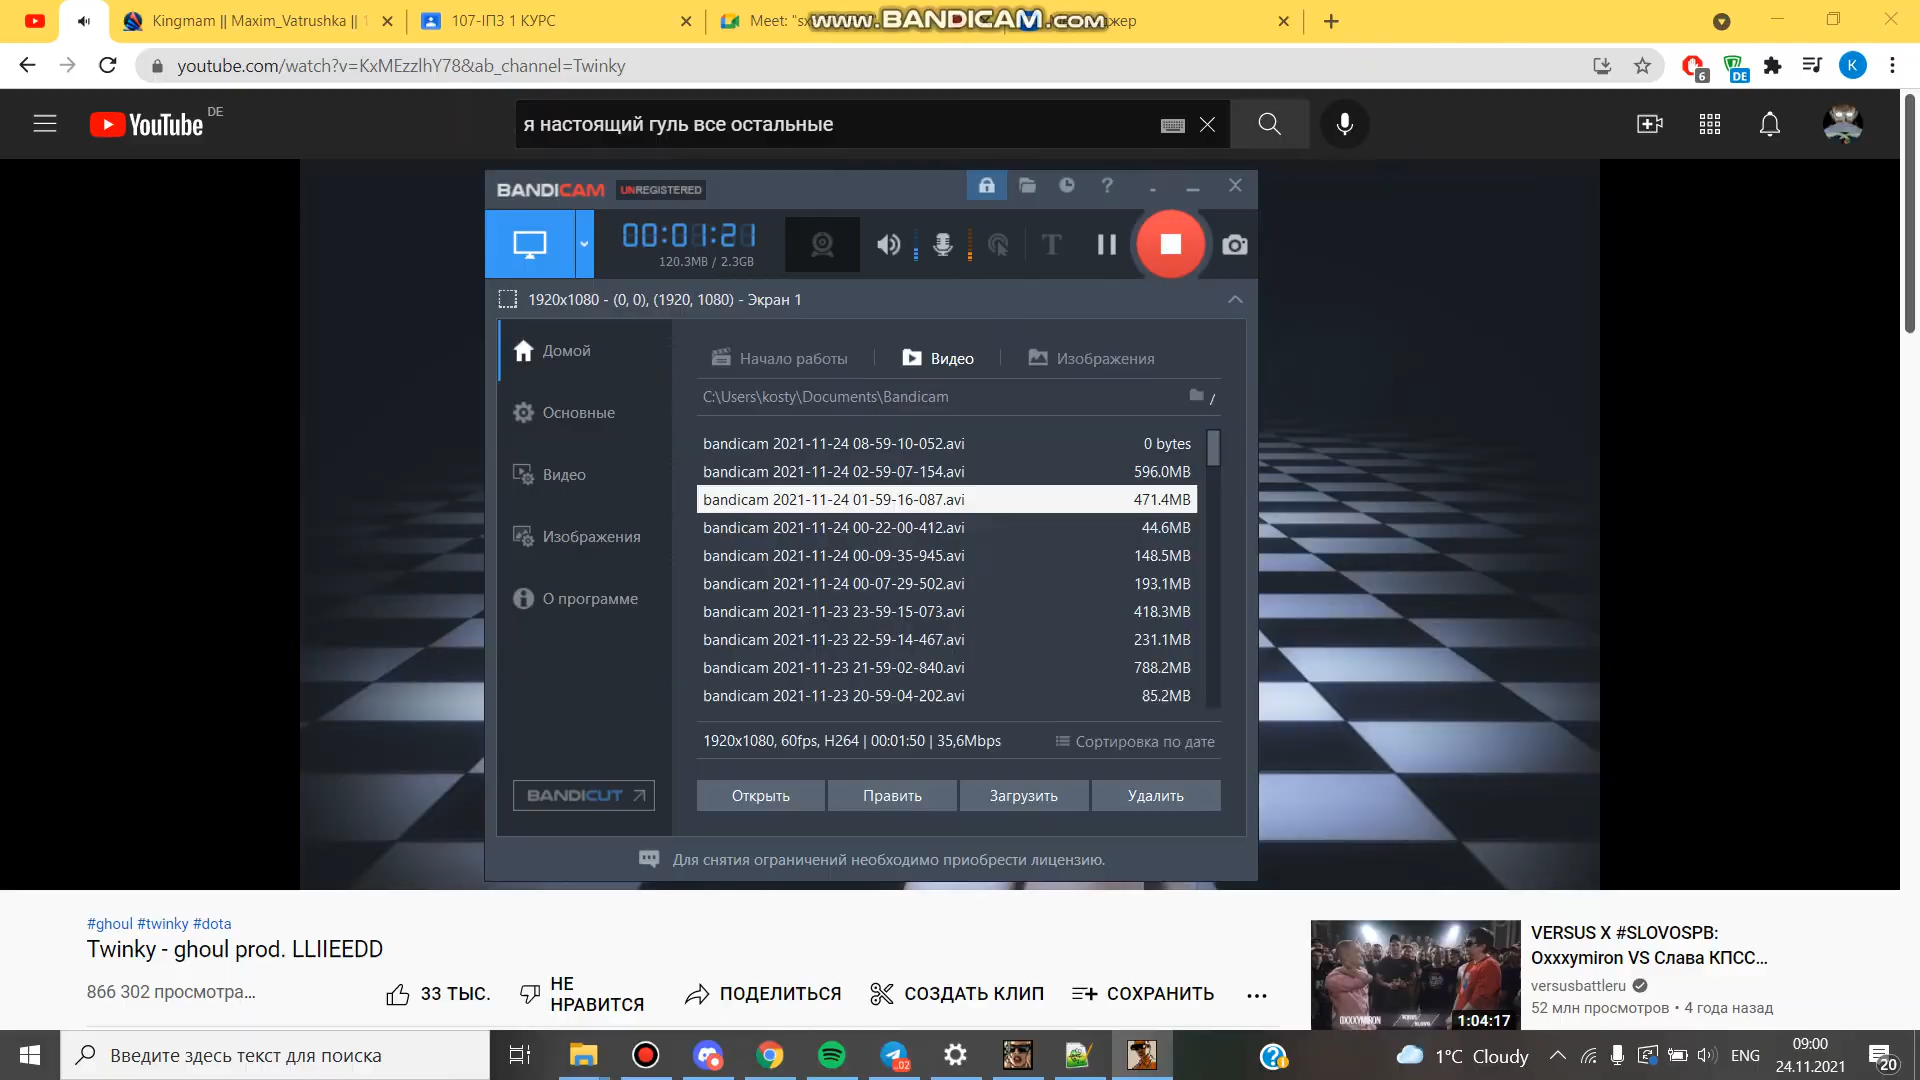 Kingmam || Maxim_Vatrushka || 1
107-ІПЗ 1 КУРС
Meet: "sx
www.BANDICAM.com
youtube.com/watch?v=KxMEzzlhY78&ab_channel=Twinky
6
DE
K
YouTube DE
я настоящий гуль все остальные
BANDICAM UNREGISTERED
00:01:21
120.3MB / 2.3GB
T
1920x1080 - (0, 0), (1920, 1080) - Экран 1
Домой
Основные
Видео
Изображения
О программе
BANDICUT
Начало работы
Видео
Изображения
C:\Users\kosty\Documents\Bandicam
/
bandicam 2021-11-24 08-59-10-052.avi 0 bytes
bandicam 2021-11-24 02-59-07-154.avi 596.0MB
bandicam 2021-11-24 01-59-16-087.avi 471.4MB
bandicam 2021-11-24 00-22-00-412.avi 44.6MB
bandicam 2021-11-24 00-09-35-945.avi 148.5MB
bandicam 2021-11-24 00-07-29-502.avi 193.1MB
bandicam 2021-11-23 23-59-15-073.avi 418.3MB
bandicam 2021-11-23 22-59-14-467.avi 231.1MB
bandicam 2021-11-23 21-59-02-840.avi 788.2MB
bandicam 2021-11-23 20-59-04-202.avi 85.2MB
1920x1080, 60fps, H264 | 00:01:50 | 35,6Mbps
Сортировка по дате
Открыть
Править
Загрузить
Удалить
Для снятия ограничений необходимо приобрести лицензию.
#ghoul #twinky #dota
Twinky - ghoul prod. LLIIEEDD
866 302 просмотра...
33 ТЫС.
НЕ
НРАВИТСЯ
ПОДЕЛИТЬСЯ
СОЗДАТЬ КЛИП
СОХРАНИТЬ
OXXXYMIRON
1:04:17
VERSUS X #SLOVOSPB:
Oxxxymiron VS Слава КПСС...
versusbattleru
52 млн просмотров • 4 года назад
Введите здесь текст для поиска
02
1°C Cloudy
ENG
09:00
24.11.2021
20